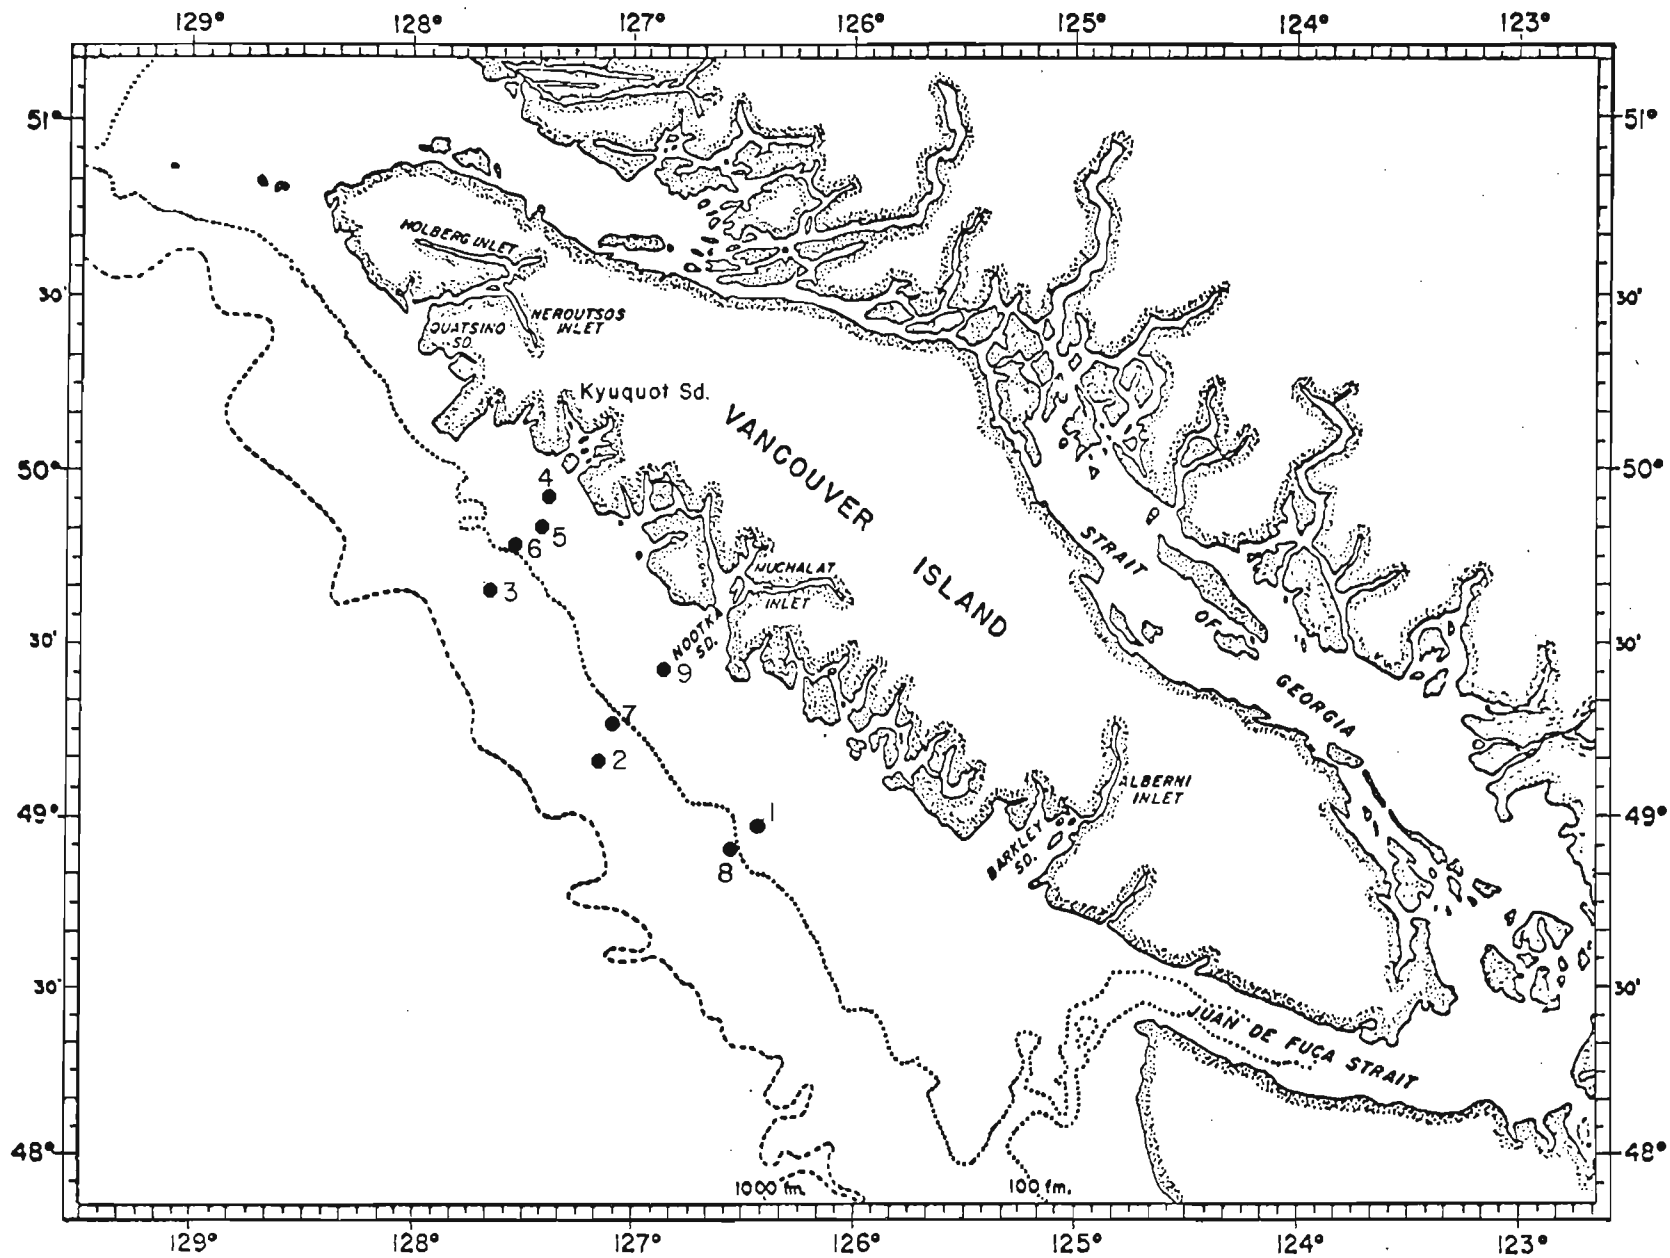 129° 128° 127° 126° 125° 124° 123°
51° 51°
HOLBERG INLET
30' 30'
QUATSINO
SD.
NEROUTSOS
INLET
Kyuquot Sd.
VANCOUVER
ISLAND
50° 50°
4
5
6
3
STRAIT
OF
GEORGIA
MUCHALAT
INLET
30' 30'
NOOTKA
SD.
9
7
2
ALBERNI
INLET
49° 49°
1
8
BARKLEY
SD.
30' 30'
JUAN DE FUCA STRAIT
48° 48°
1000 fm. 100 fm.
129° 128° 127° 126° 125° 124° 123°